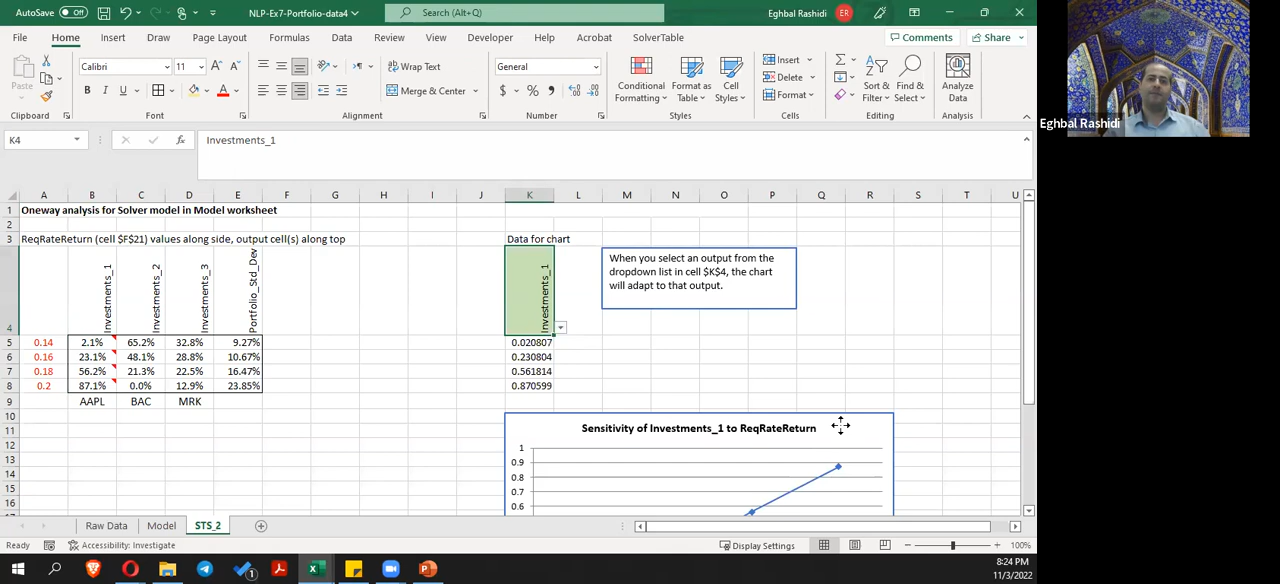 AutoSave Off NLP-Ex7-Portfolio-data4 Search (Alt+Q) Eghbal Rashidi ER
File Home Insert Draw Page Layout Formulas Data Review View Developer Help Acrobat SolverTable Comments Share
Calibri 11 Wrap Text General Insert
Paste B I U Merge & Center $ % Conditional Formatting Format as Table Cell Styles Delete Format Sort & Filter Find & Select Analyze Data
Clipboard Font Alignment Number Styles Cells Editing Analysis
Eghbal Rashidi
K4 fx Investments_1
A B C D E F G H I J K L M N O P Q R S T U
1 Oneway analysis for Solver model in Model worksheet
2
3 ReqRateReturn (cell $F$21) values along side, output cell(s) along top Data for chart
4 Investments_1 Investments_2 Investments_3 Portfolio_Std_Dev Investments_1
When you select an output from the
dropdown list in cell $K$4, the chart
will adapt to that output.
5 0.14 2.1% 65.2% 32.8% 9.27% 0.020807
6 0.16 23.1% 48.1% 28.8% 10.67% 0.230804
7 0.18 56.2% 21.3% 22.5% 16.47% 0.561814
8 0.2 87.1% 0.0% 12.9% 23.85% 0.870599
9 AAPL BAC MRK
10
11 Sensitivity of Investments_1 to ReqRateReturn
12 1
13 0.9
14 0.8
15 0.7
16 0.6
Raw Data Model STS_2
Ready Accessibility: Investigate Display Settings 100%
1
8:24 PM
11/3/2022